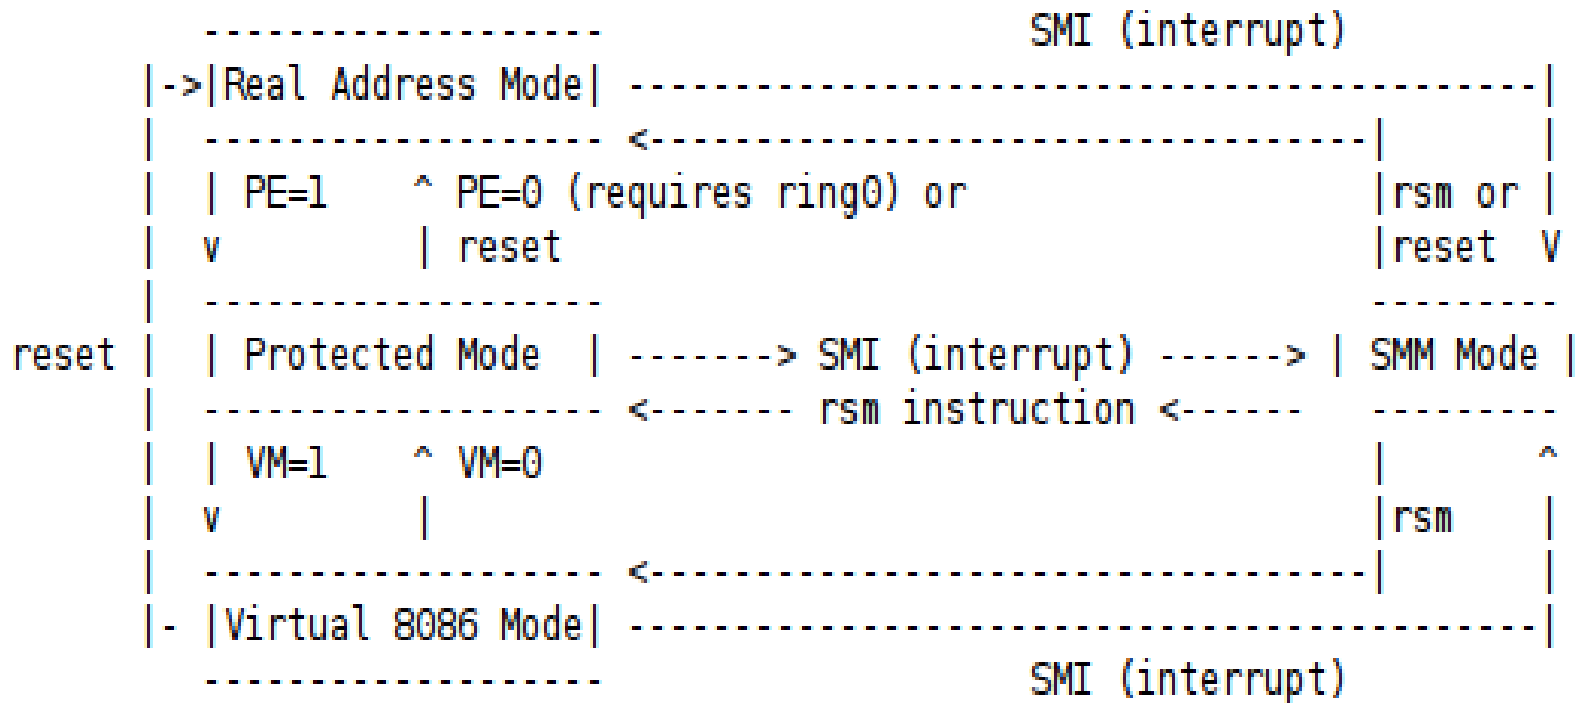 ------------------- SMI (interrupt)
|->|Real Address Mode| -------------------------------------------|
| ------------------- <----------------------------------| |
| | PE=1 ^ PE=0 (requires ring0) or |rsm or |
| v | reset |reset V
| ------------------- ---------
reset | | Protected Mode | -------> SMI (interrupt) ------> | SMM Mode |
| ------------------- <------- rsm instruction <------ ---------
| | VM=1 ^ VM=0 | ^
| v | |rsm |
| ------------------- <----------------------------------| |
|- |Virtual 8086 Mode| -------------------------------------------|
------------------- SMI (interrupt)